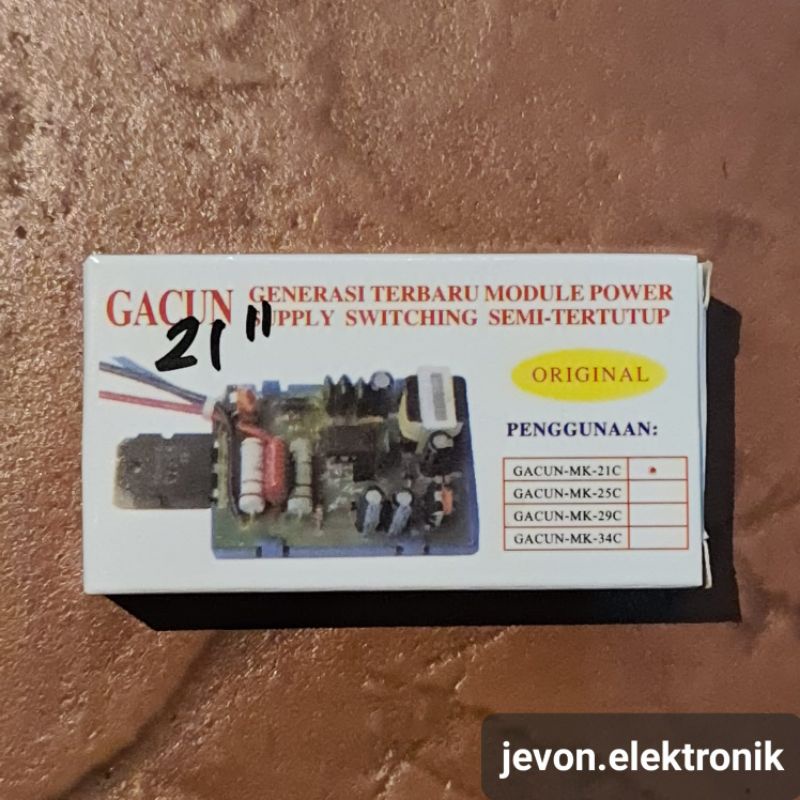 GACUN GENERASI TERBARU MODULE POWER
SUPPLY SWITCHING SEMI-TERTUTUP
21"
ORIGINAL
PENGGUNAAN:
GACUN-MK-21C
GACUN-MK-25C
GACUN-MK-29C
GACUN-MK-34C
jevon.elektronik